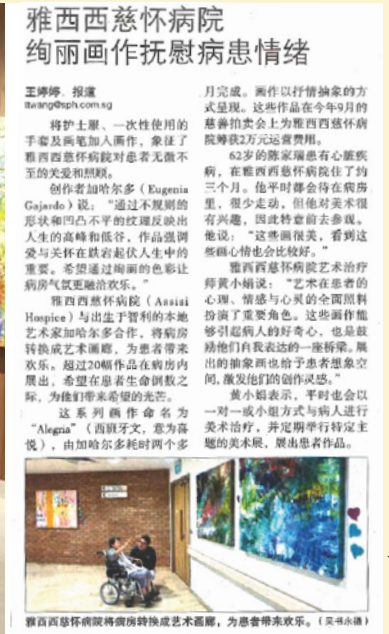 雅西西慈怀病院
绚丽画作抚慰病患情绪
王婷婷 报道
ttwang@sph.com.sg
将护士服、一次性使用的
手套及画笔加入画作，象征了
雅西西慈怀病院对患者无微不
至的关爱和照顾。
创作者加哈尔多（Eugenia
Gajardo）说：“通过不规则的
形状和凹凸不平的纹理反映出
人生的高峰和低谷，作品强调
爱与关怀在跌宕起伏人生中的
重要。希望通过绚丽的色彩让
病房气氛更融洽欢乐。”
雅西西慈怀病院（Assisi
Hospice）与出生于智利的本地
艺术家加哈尔多合作，将病房
转换成艺术画廊，为患者带来
欢乐。超过20幅作品在病房内
展出，希望在患者生命倒数之
际，为他们带来希望的光芒。
这系列画作命名为
“Alegria”（西班牙文，意为喜
悦），由加哈尔多耗时两个多
月完成。画作以抒情抽象的方
式呈现。这些作品在今年9月的
慈善拍卖会上为雅西西慈怀病
院筹获2万元运营费用。
62岁的陈家瑞患有心脏疾
病，在雅西西慈怀病院住了约
三个月。他平时都会待在病房
里，很少走动，但他对美术很
有兴趣，因此特意前去参观。
他说：“这些画很美，看到这
些画心情也会比较好。”
雅西西慈怀病院艺术治疗
师黄小娟说：“艺术在患者的
心理、情感与心灵的全面照料
扮演了重要角色。这些画作能
够引起病人的好奇心，也是鼓
励他们自我表达的一座桥梁。展
出的抽象画也给予患者想象空
间，激发他们的创作灵感。”
黄小娟表示，平时也会以
一对一或小组方式与病人进行
美术治疗，并定期举行特定主
题的美术展，展出患者作品。
雅西西慈怀病院将病房转换成艺术画廊，为患者带来欢乐。（吴书永摄）